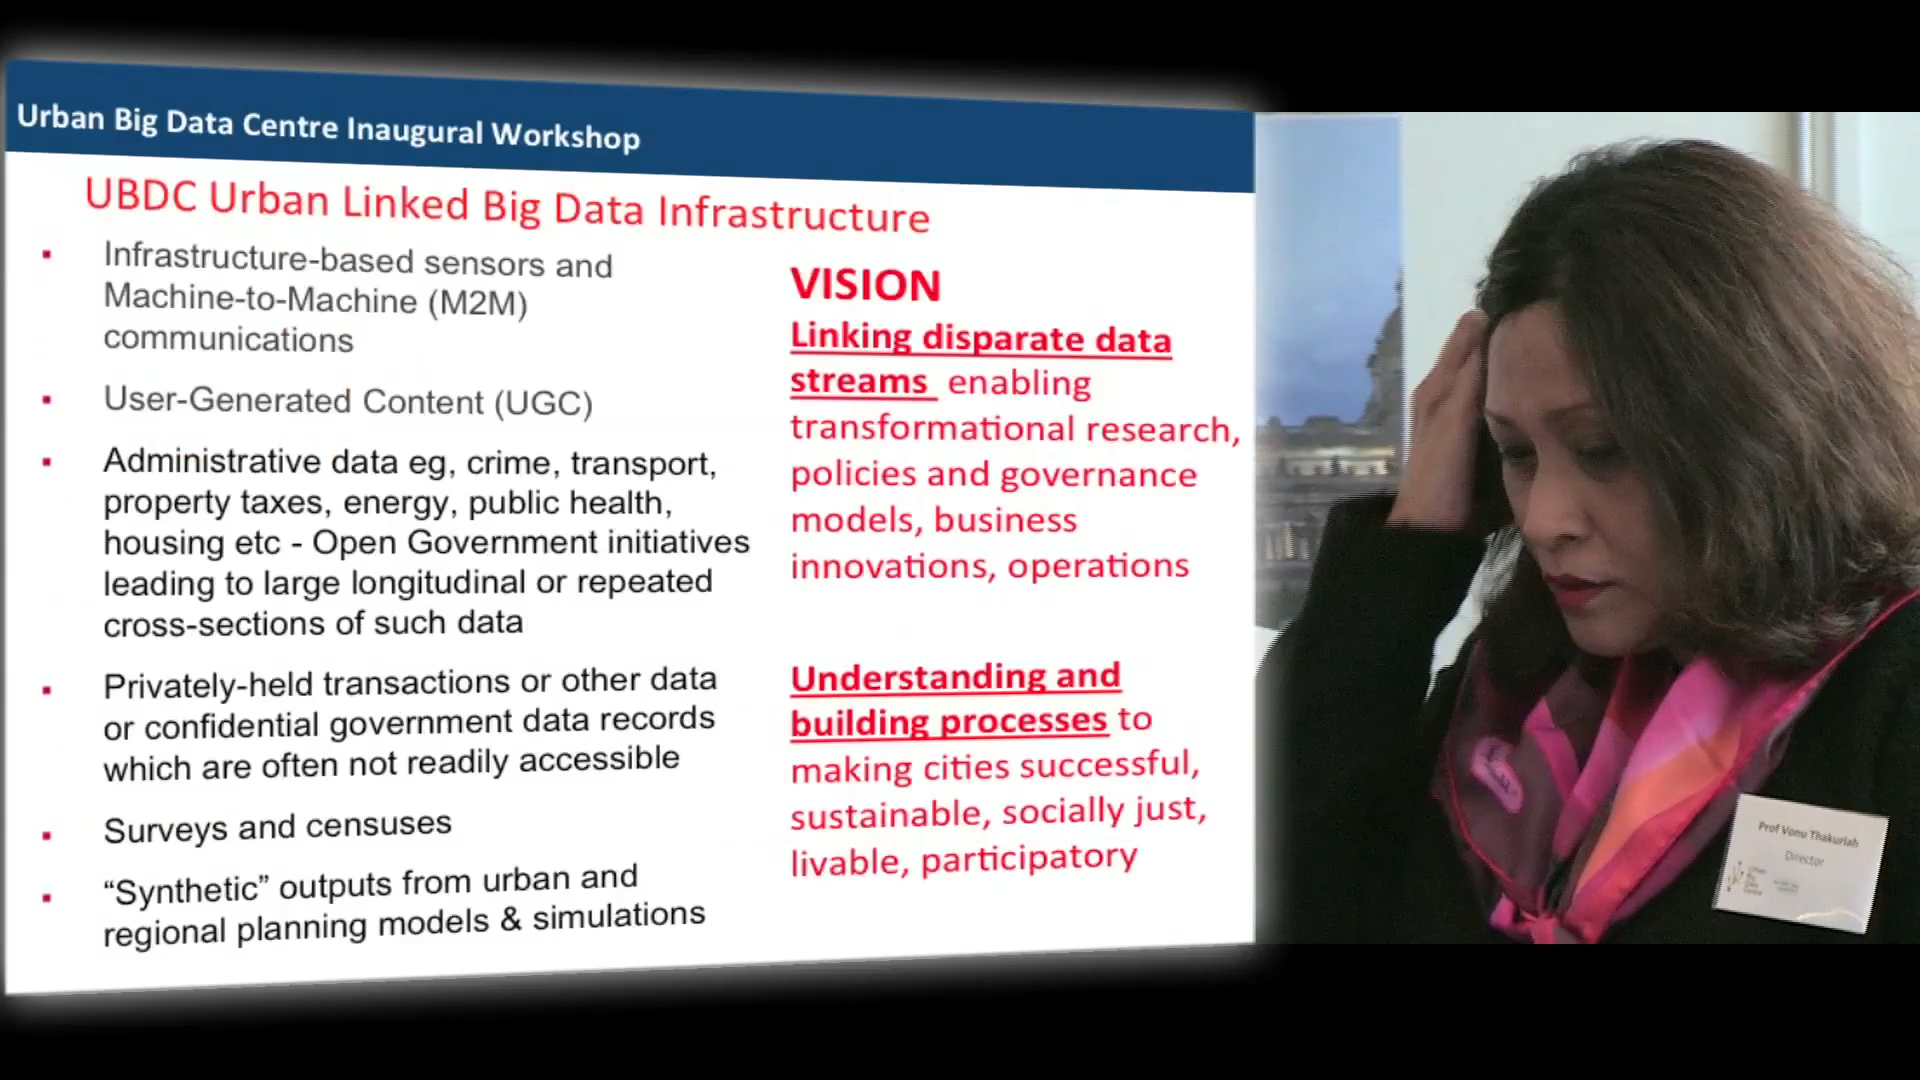 Urban Big Data Centre Inaugural Workshop
UBDC Urban Linked Big Data Infrastructure
▪ Infrastructure-based sensors and
Machine-to-Machine (M2M)
communications
▪ User-Generated Content (UGC)
▪ Administrative data eg, crime, transport,
property taxes, energy, public health,
housing etc - Open Government initiatives
leading to large longitudinal or repeated
cross-sections of such data
▪ Privately-held transactions or other data
or confidential government data records
which are often not readily accessible
▪ Surveys and censuses
▪ “Synthetic” outputs from urban and
regional planning models & simulations
VISION
Linking disparate data
streams enabling
transformational research,
policies and governance
models, business
innovations, operations
Understanding and
building processes to
making cities successful,
sustainable, socially just,
livable, participatory
Prof Vonu Thakuriah
Director